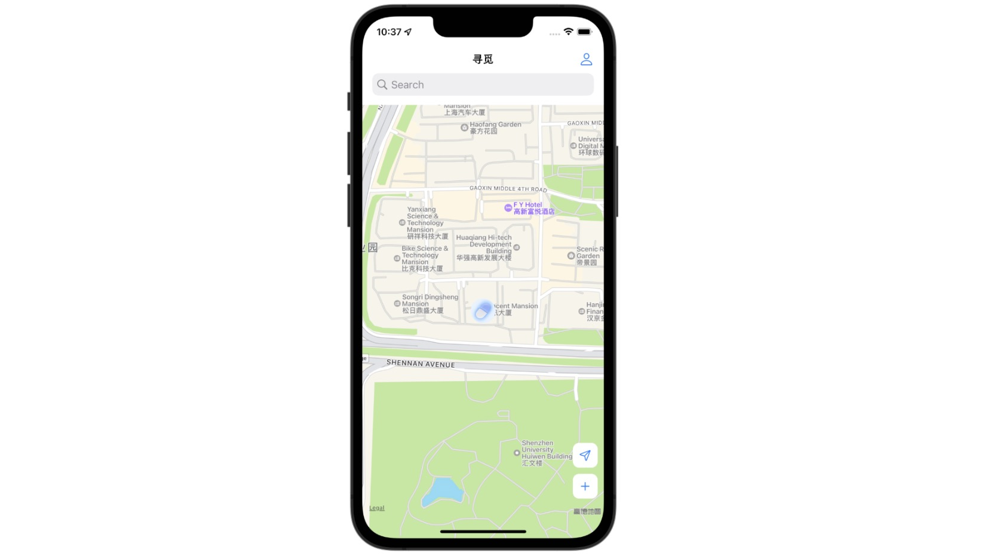 10:37
寻觅
Search
Mansion
上海汽车大厦
Haofang Garden
豪方花园
GAOXIN MIDD
Universa
Digital M
环球数码
GAOXIN MIDDLE 4TH ROAD
F Y Hotel
高新富悦酒店
Yanxiang
Science &
Technology
Mansion
研祥科技大厦
Huaqiang Hi-tech
Development
Building
华强高新发展大楼
园
Bike Science &
Technology
Mansion
比克科技大厦
Scenic R
Garden
帝景园
Songri Dingsheng
Mansion
松日鼎盛大厦
cent Mansion
大厦
Hanji
Finan
汉京金
SHENNAN AVENUE
Shenzhen
University
Huiwen Building
汇文楼
Legal
高德地图